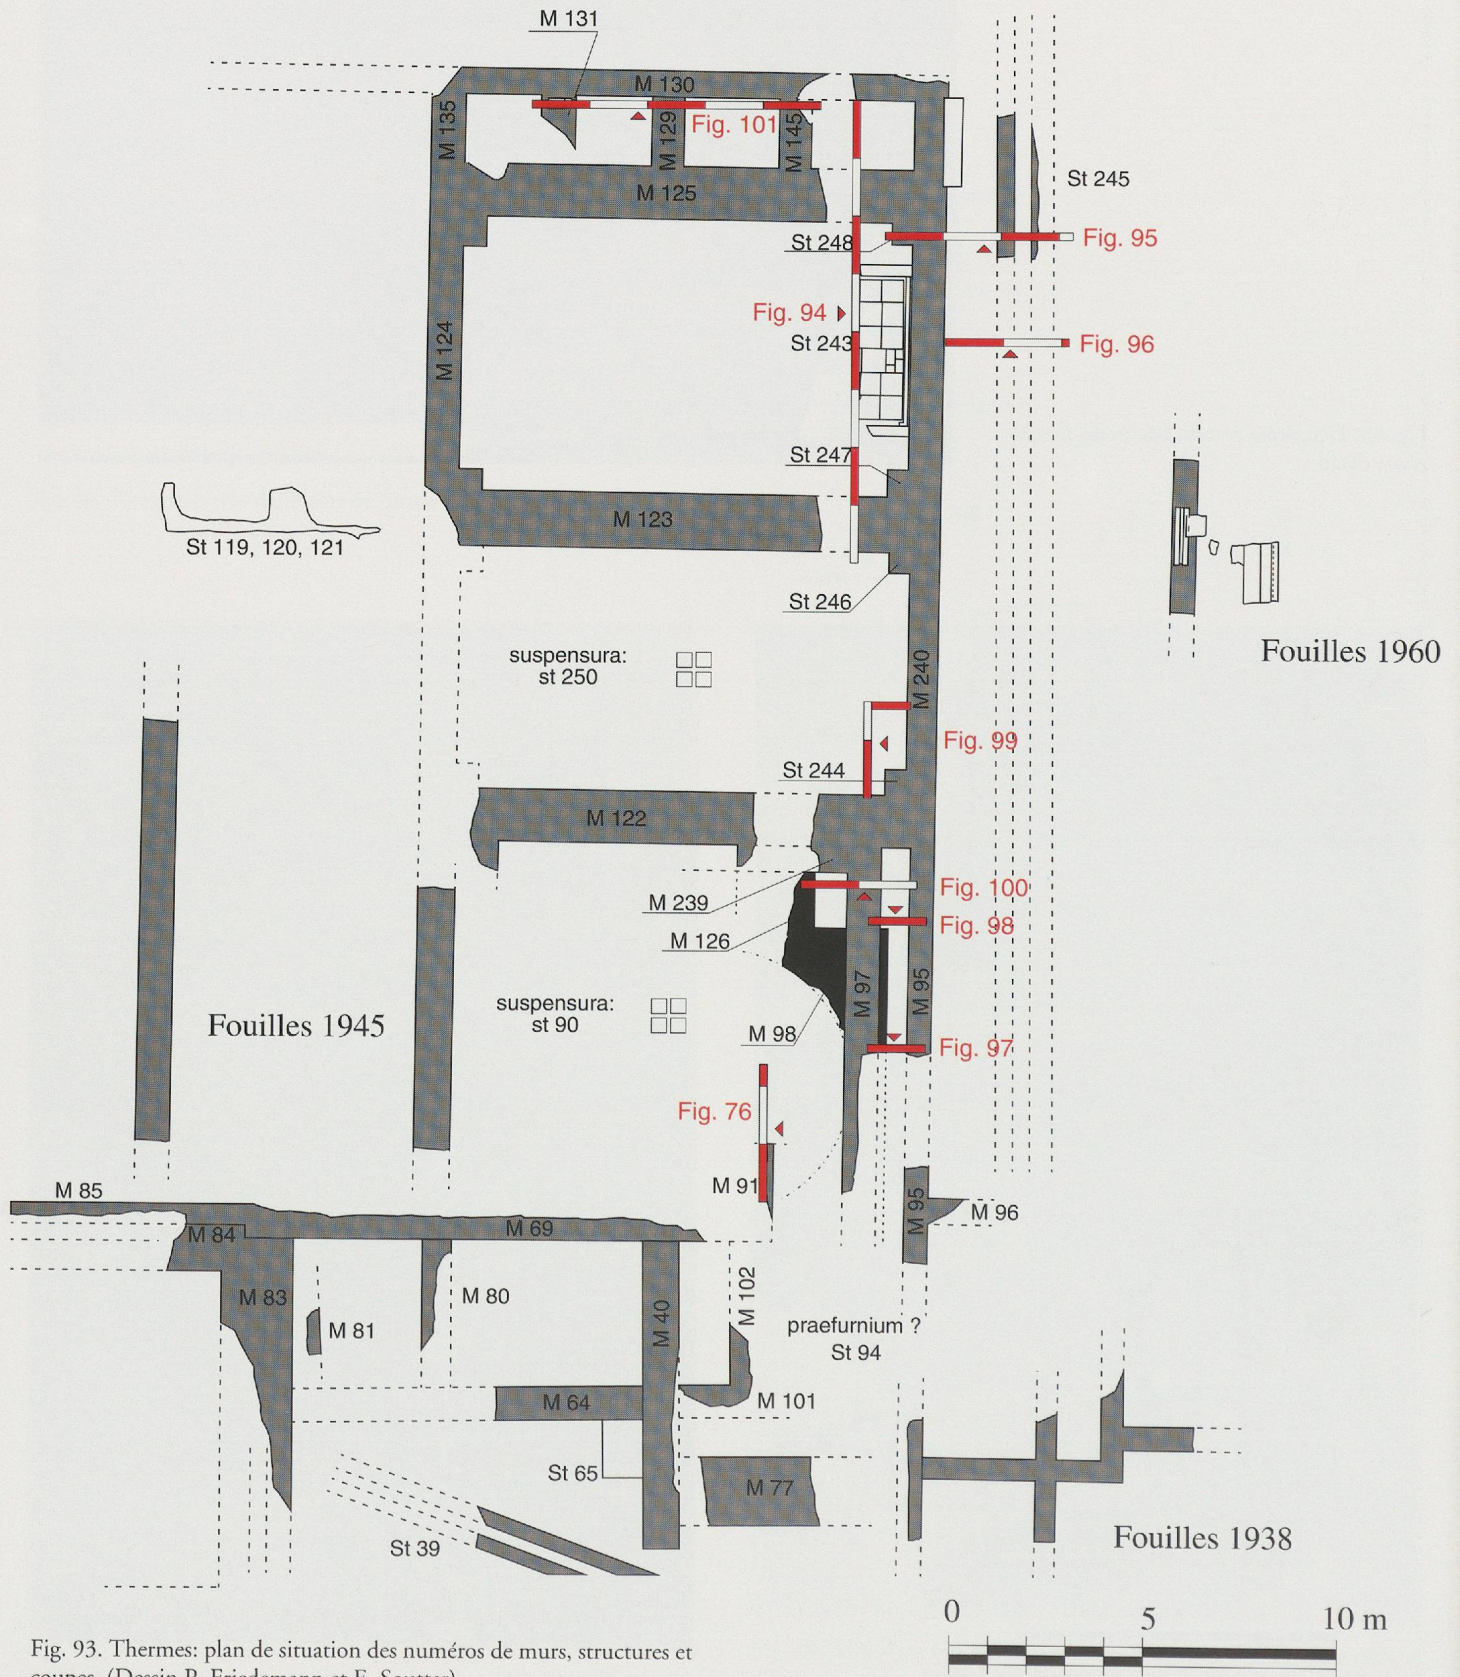 M 131
M 130
M 135
M 129
Fig. 101
M 145
M 125
St 245
St 248
Fig. 95
Fig. 94
St 243
Fig. 96
M 124
St 247
M 123
St 119, 120, 121
St 246
Fouilles 1960
suspensura:
st 250
M 240
Fig. 99
St 244
M 122
Fig. 100
M 239
Fig. 98
M 126
M 97
M 95
suspensura:
st 90
Fouilles 1945
M 98
Fig. 97
Fig. 76
M 91
M 85
M 95
M 96
M 84
M 69
M 83
M 80
M 102
M 81
M 40
praefurnium ?
St 94
M 64
M 101
St 65
M 77
St 39
Fouilles 1938
0 5 10 m
Fig. 93. Thermes: plan de situation des numéros de murs, structures et
coupes. (Dessin P. Friedemann et E. Soutter)